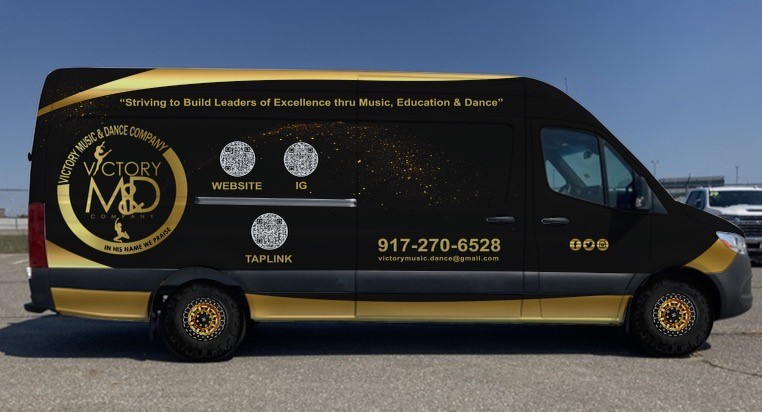 “Striving to Build Leaders of Excellence thru Music, Education & Dance”
VICTORY MUSIC & DANCE COMPANY
VICTORY
M&D
COMPANY
IN HIS NAME WE PRAISE
WEBSITE
IG
TAPLINK
917-270-6528
victorymusic.dance@gmail.com